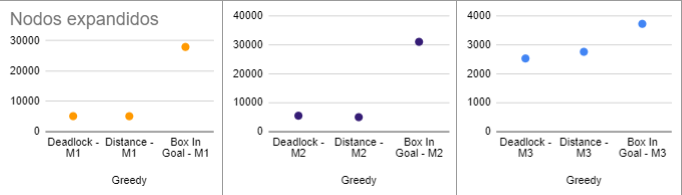 Nodos expandidos
30000
20000
10000
0
Deadlock - M1
Distance - M1
Box In Goal - M1
Greedy
40000
30000
20000
10000
0
Deadlock - M2
Distance - M2
Box In Goal - M2
Greedy
4000
3000
2000
1000
0
Deadlock - M3
Distance - M3
Box In Goal - M3
Greedy